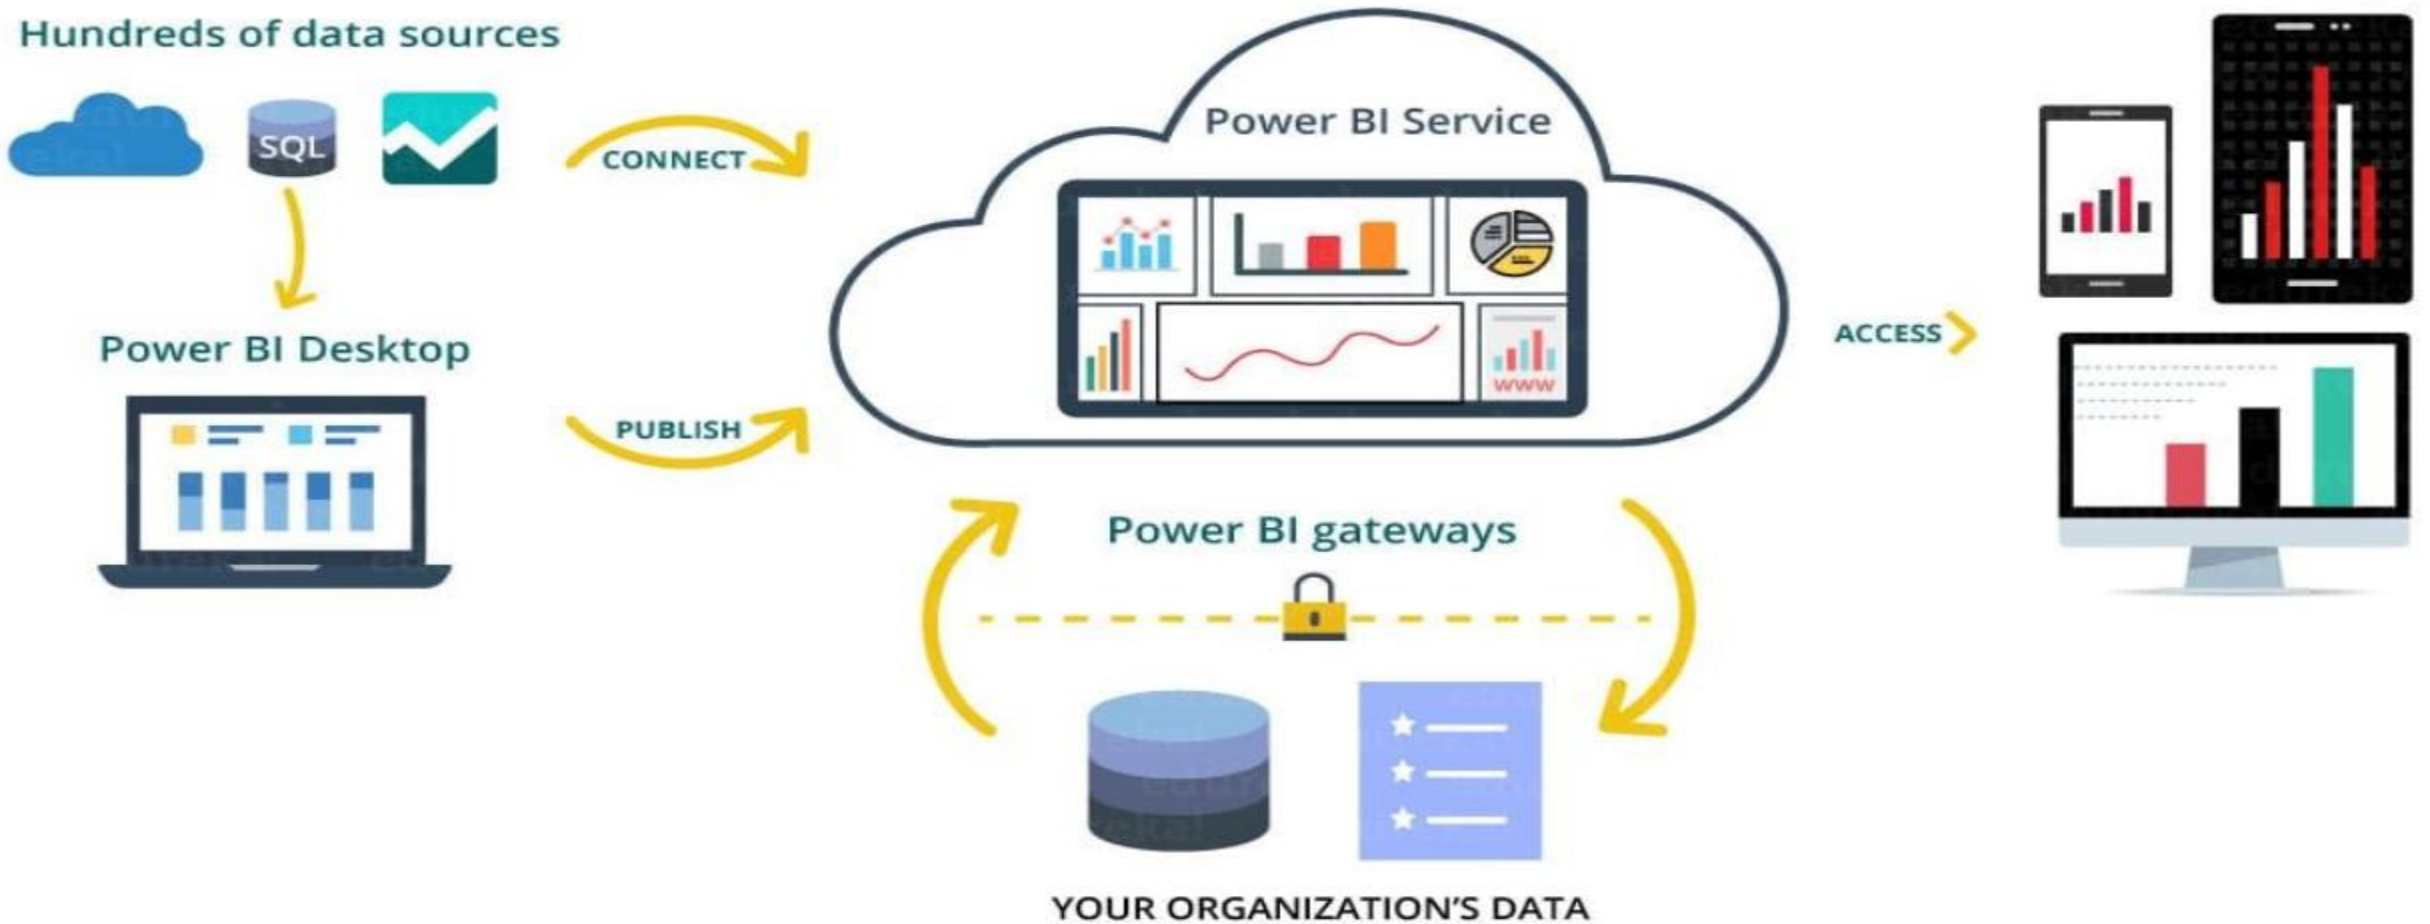 Hundreds of data sources
SQL
CONNECT
Power BI Desktop
PUBLISH
Power BI Service
www
ACCESS
Power BI gateways
YOUR ORGANIZATION'S DATA